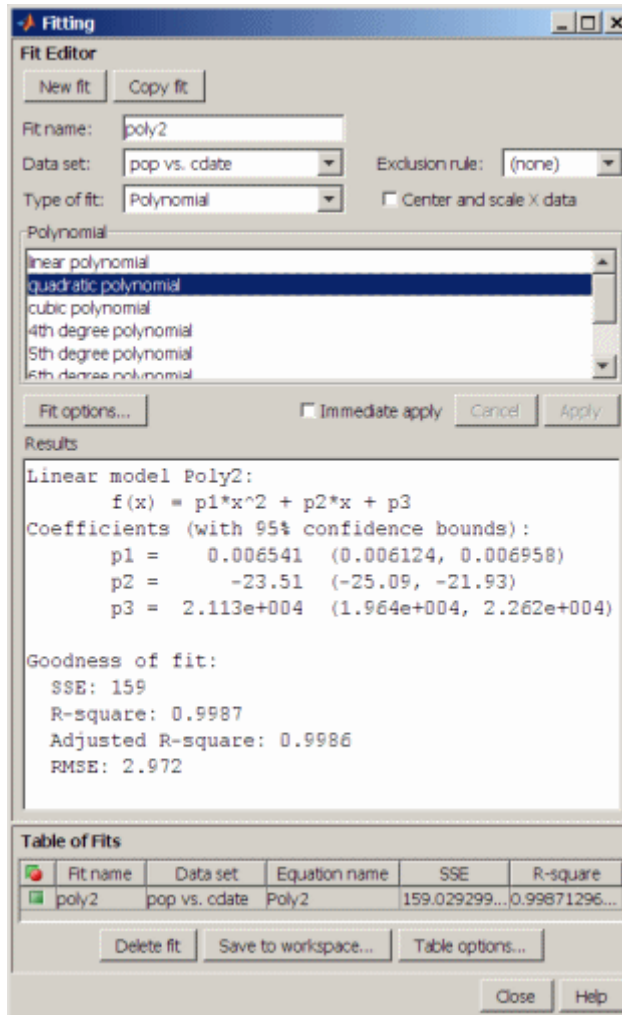 Fitting
Fit Editor
New fit Copy fit
Fit name: poly2
Data set: pop vs. cdate Exclusion rule: (none)
Type of fit: Polynomial Center and scale X data
Polynomial
linear polynomial
quadratic polynomial
cubic polynomial
4th degree polynomial
5th degree polynomial
6th degree polynomial
Fit options... Immediate apply Cancel Apply
Results
Linear model Poly2:
f(x) = p1*x^2 + p2*x + p3
Coefficients (with 95% confidence bounds):
p1 = 0.006541 (0.006124, 0.006958)
p2 = -23.51 (-25.09, -21.93)
p3 = 2.113e+004 (1.964e+004, 2.262e+004)
Goodness of fit:
SSE: 159
R-square: 0.9987
Adjusted R-square: 0.9986
RMSE: 2.972
Table of Fits
Fit name Data set Equation name SSE R-square
poly2 pop vs. cdate Poly2 159.029299... 0.99871296...
Delete fit Save to workspace... Table options...
Close Help